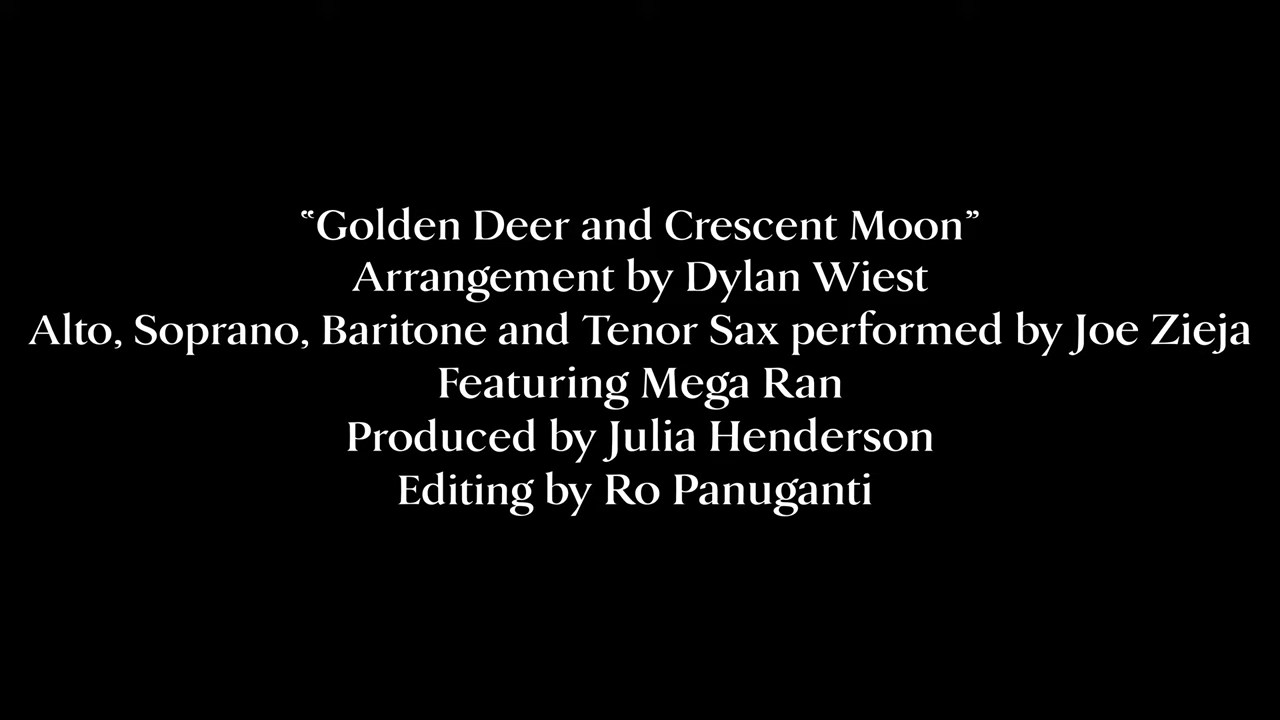 “Golden Deer and Crescent Moon”
Arrangement by Dylan Wiest
Alto, Soprano, Baritone and Tenor Sax performed by Joe Zieja
Featuring Mega Ran
Produced by Julia Henderson
Editing by Ro Panuganti